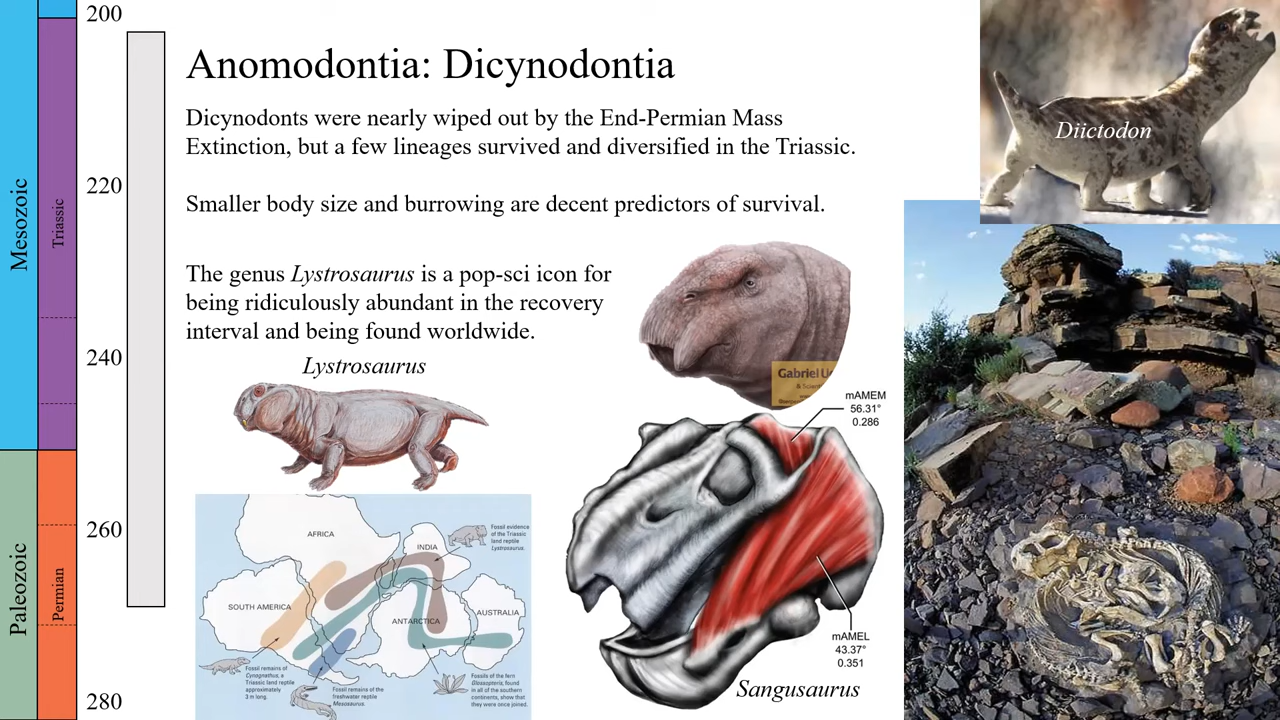 200
220
240
260
280
Mesozoic
Triassic
Paleozoic
Permian
Anomodontia: Dicynodontia
Dicynodonts were nearly wiped out by the End-Permian Mass
Extinction, but a few lineages survived and diversified in the Triassic.
Smaller body size and burrowing are decent predictors of survival.
The genus Lystrosaurus is a pop-sci icon for
being ridiculously abundant in the recovery
interval and being found worldwide.
Lystrosaurus
AFRICA
INDIA
SOUTH AMERICA
ANTARCTICA
AUSTRALIA
Fossil evidence
of the Triassic
land reptile
Lystrosaurus.
Fossil remains of
Cynognathus, a
Triassic land reptile
approximately
3 m long.
Fossil remains of the
freshwater reptile
Mesosaurus.
Fossils of the fern
Glossopteris, found
in all of the southern
continents, show that
they were once joined.
Gabriel
mAMEM
56.31°
0.286
mAMEL
43.37°
0.351
Sangusaurus
Diictodon